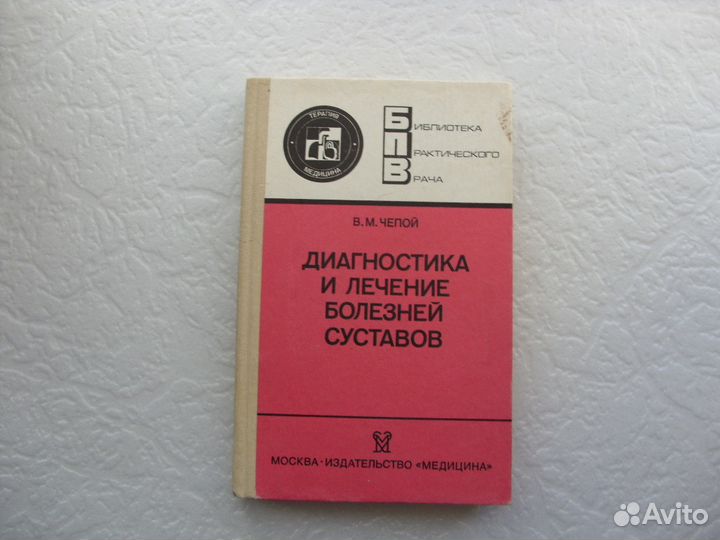 ТЕРАПИЯ
МЕДИЦИНА
БИБЛИОТЕКА
ПРАКТИЧЕСКОГО
ВРАЧА
В. М. ЧЕПОЙ
ДИАГНОСТИКА
И ЛЕЧЕНИЕ
БОЛЕЗНЕЙ
СУСТАВОВ
МОСКВА · ИЗДАТЕЛЬСТВО «МЕДИЦИНА»
Avito